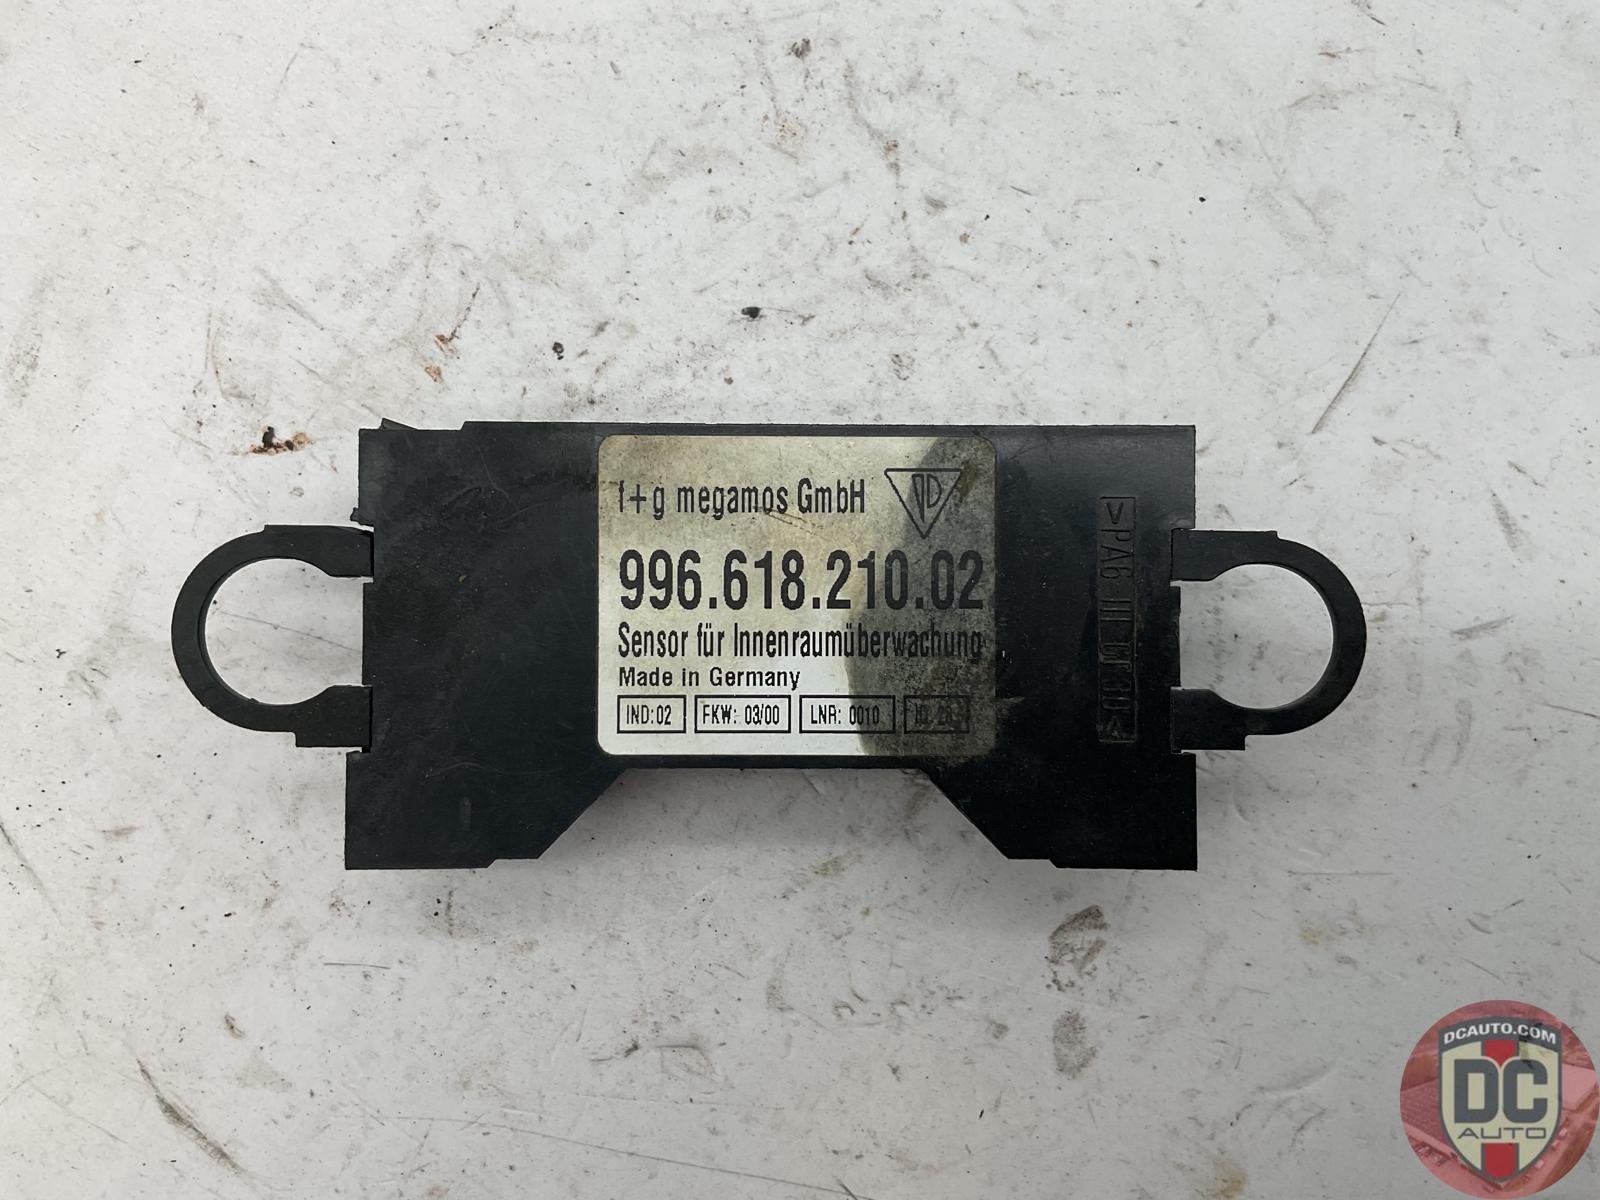 f+g megamos GmbH
996.618.210.02
Sensor für Innenraumüberwachung
Made in Germany
IND:02 FKW: 03/00 LNR: 0010
>PA6
DCAUTO.COM
DC
AUTO